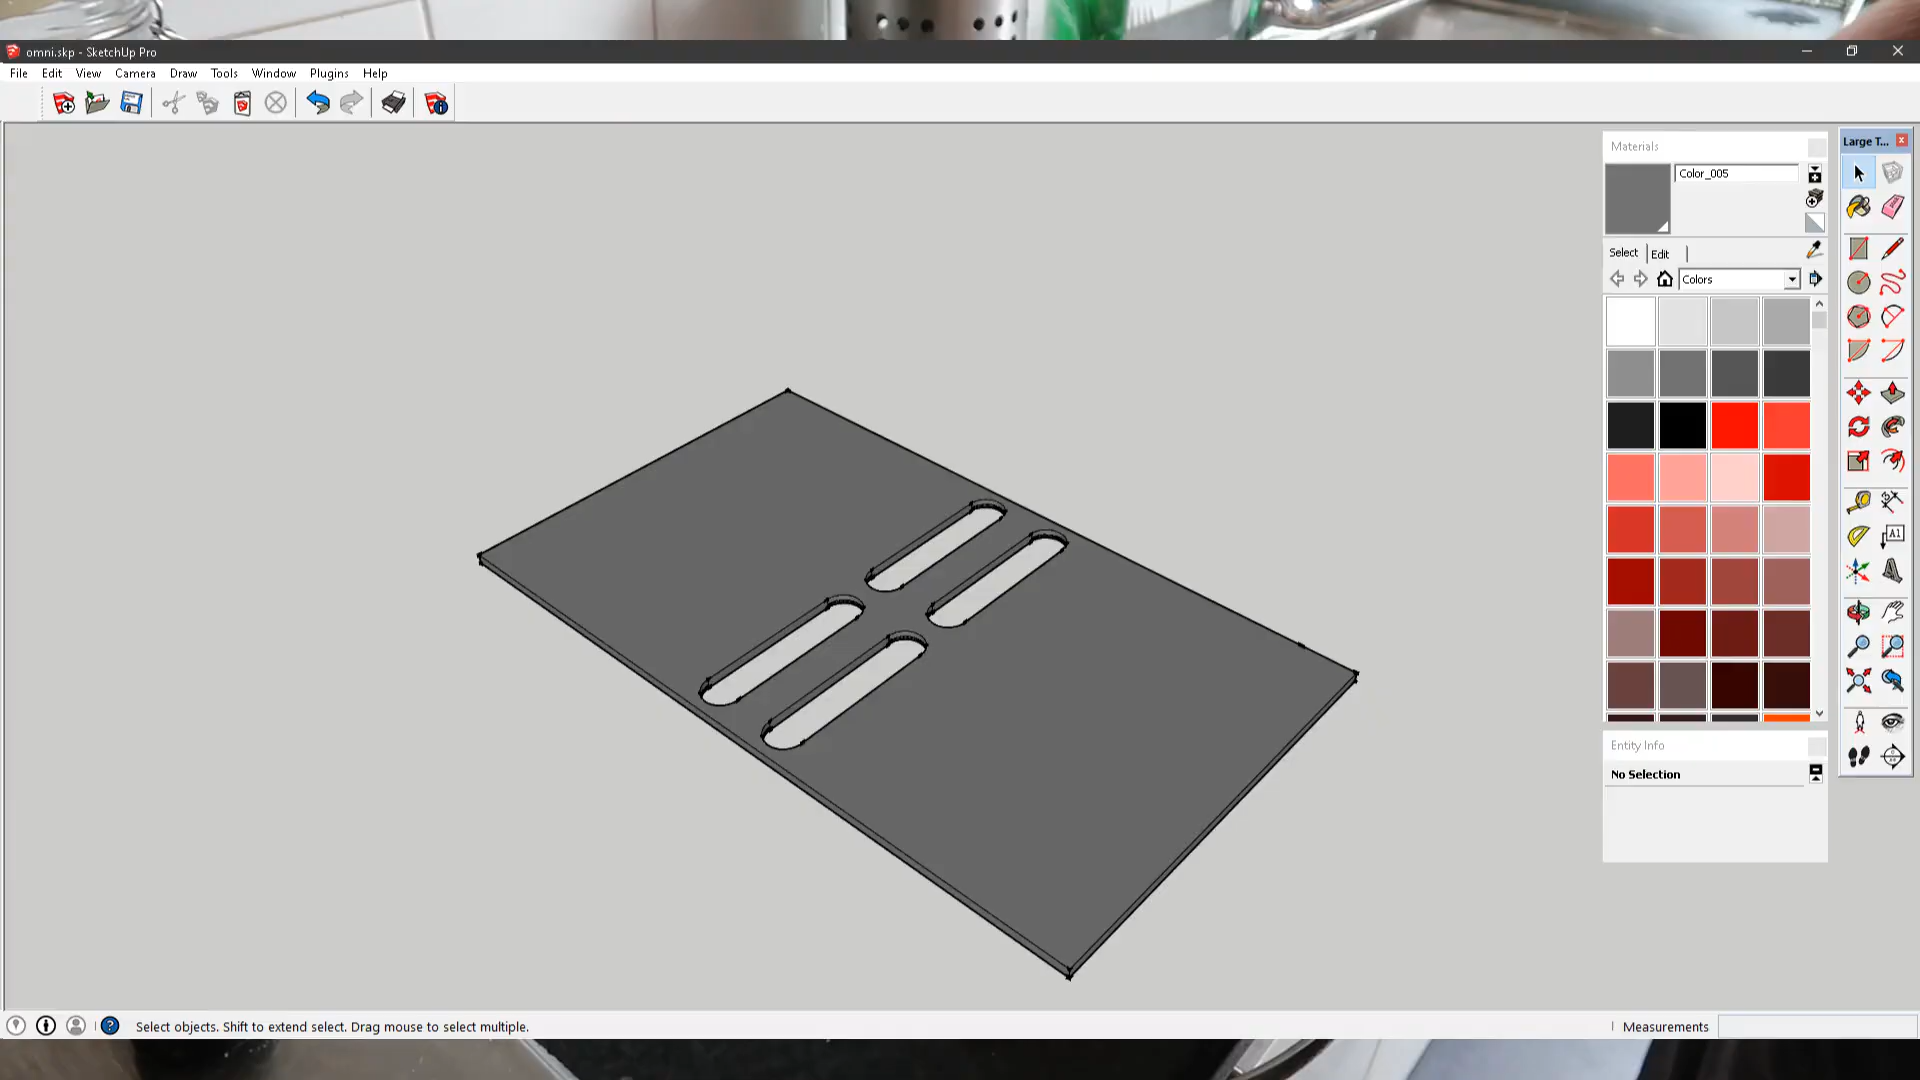 omni.skp - SketchUp Pro
File Edit View Camera Draw Tools Window Plugins Help
Materials
Large T...
Color_005
Select Edit
Colors
A1
Entity Info
No Selection
Select objects. Shift to extend select. Drag mouse to select multiple.
Measurements